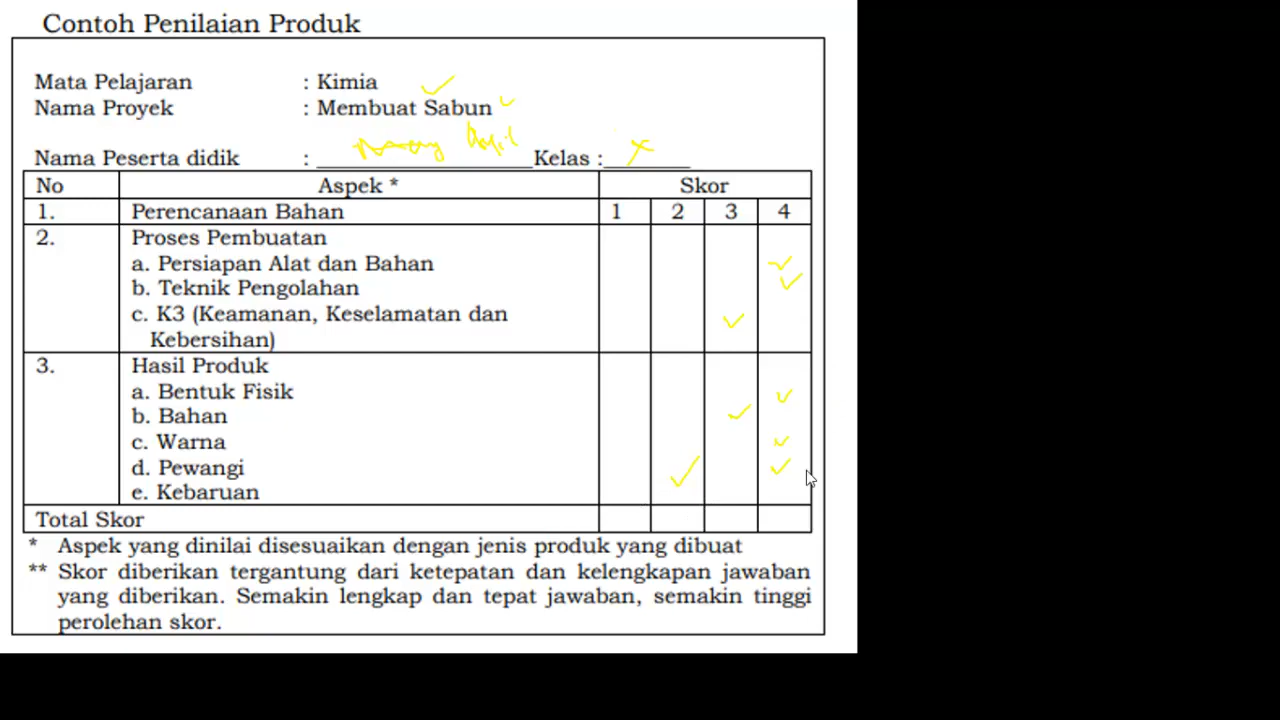 Contoh Penilaian Produk
Mata Pelajaran : Kimia
Nama Proyek : Membuat Sabun
Nama Peserta didik : Kelas : X
No Aspek * Skor
1. Perencanaan Bahan 1 2 3 4
2. Proses Pembuatan
a. Persiapan Alat dan Bahan
b. Teknik Pengolahan
c. K3 (Keamanan, Keselamatan dan
Kebersihan)
3. Hasil Produk
a. Bentuk Fisik
b. Bahan
c. Warna
d. Pewangi
e. Kebaruan
Total Skor
* Aspek yang dinilai disesuaikan dengan jenis produk yang dibuat
** Skor diberikan tergantung dari ketepatan dan kelengkapan jawaban
yang diberikan. Semakin lengkap dan tepat jawaban, semakin tinggi
perolehan skor.